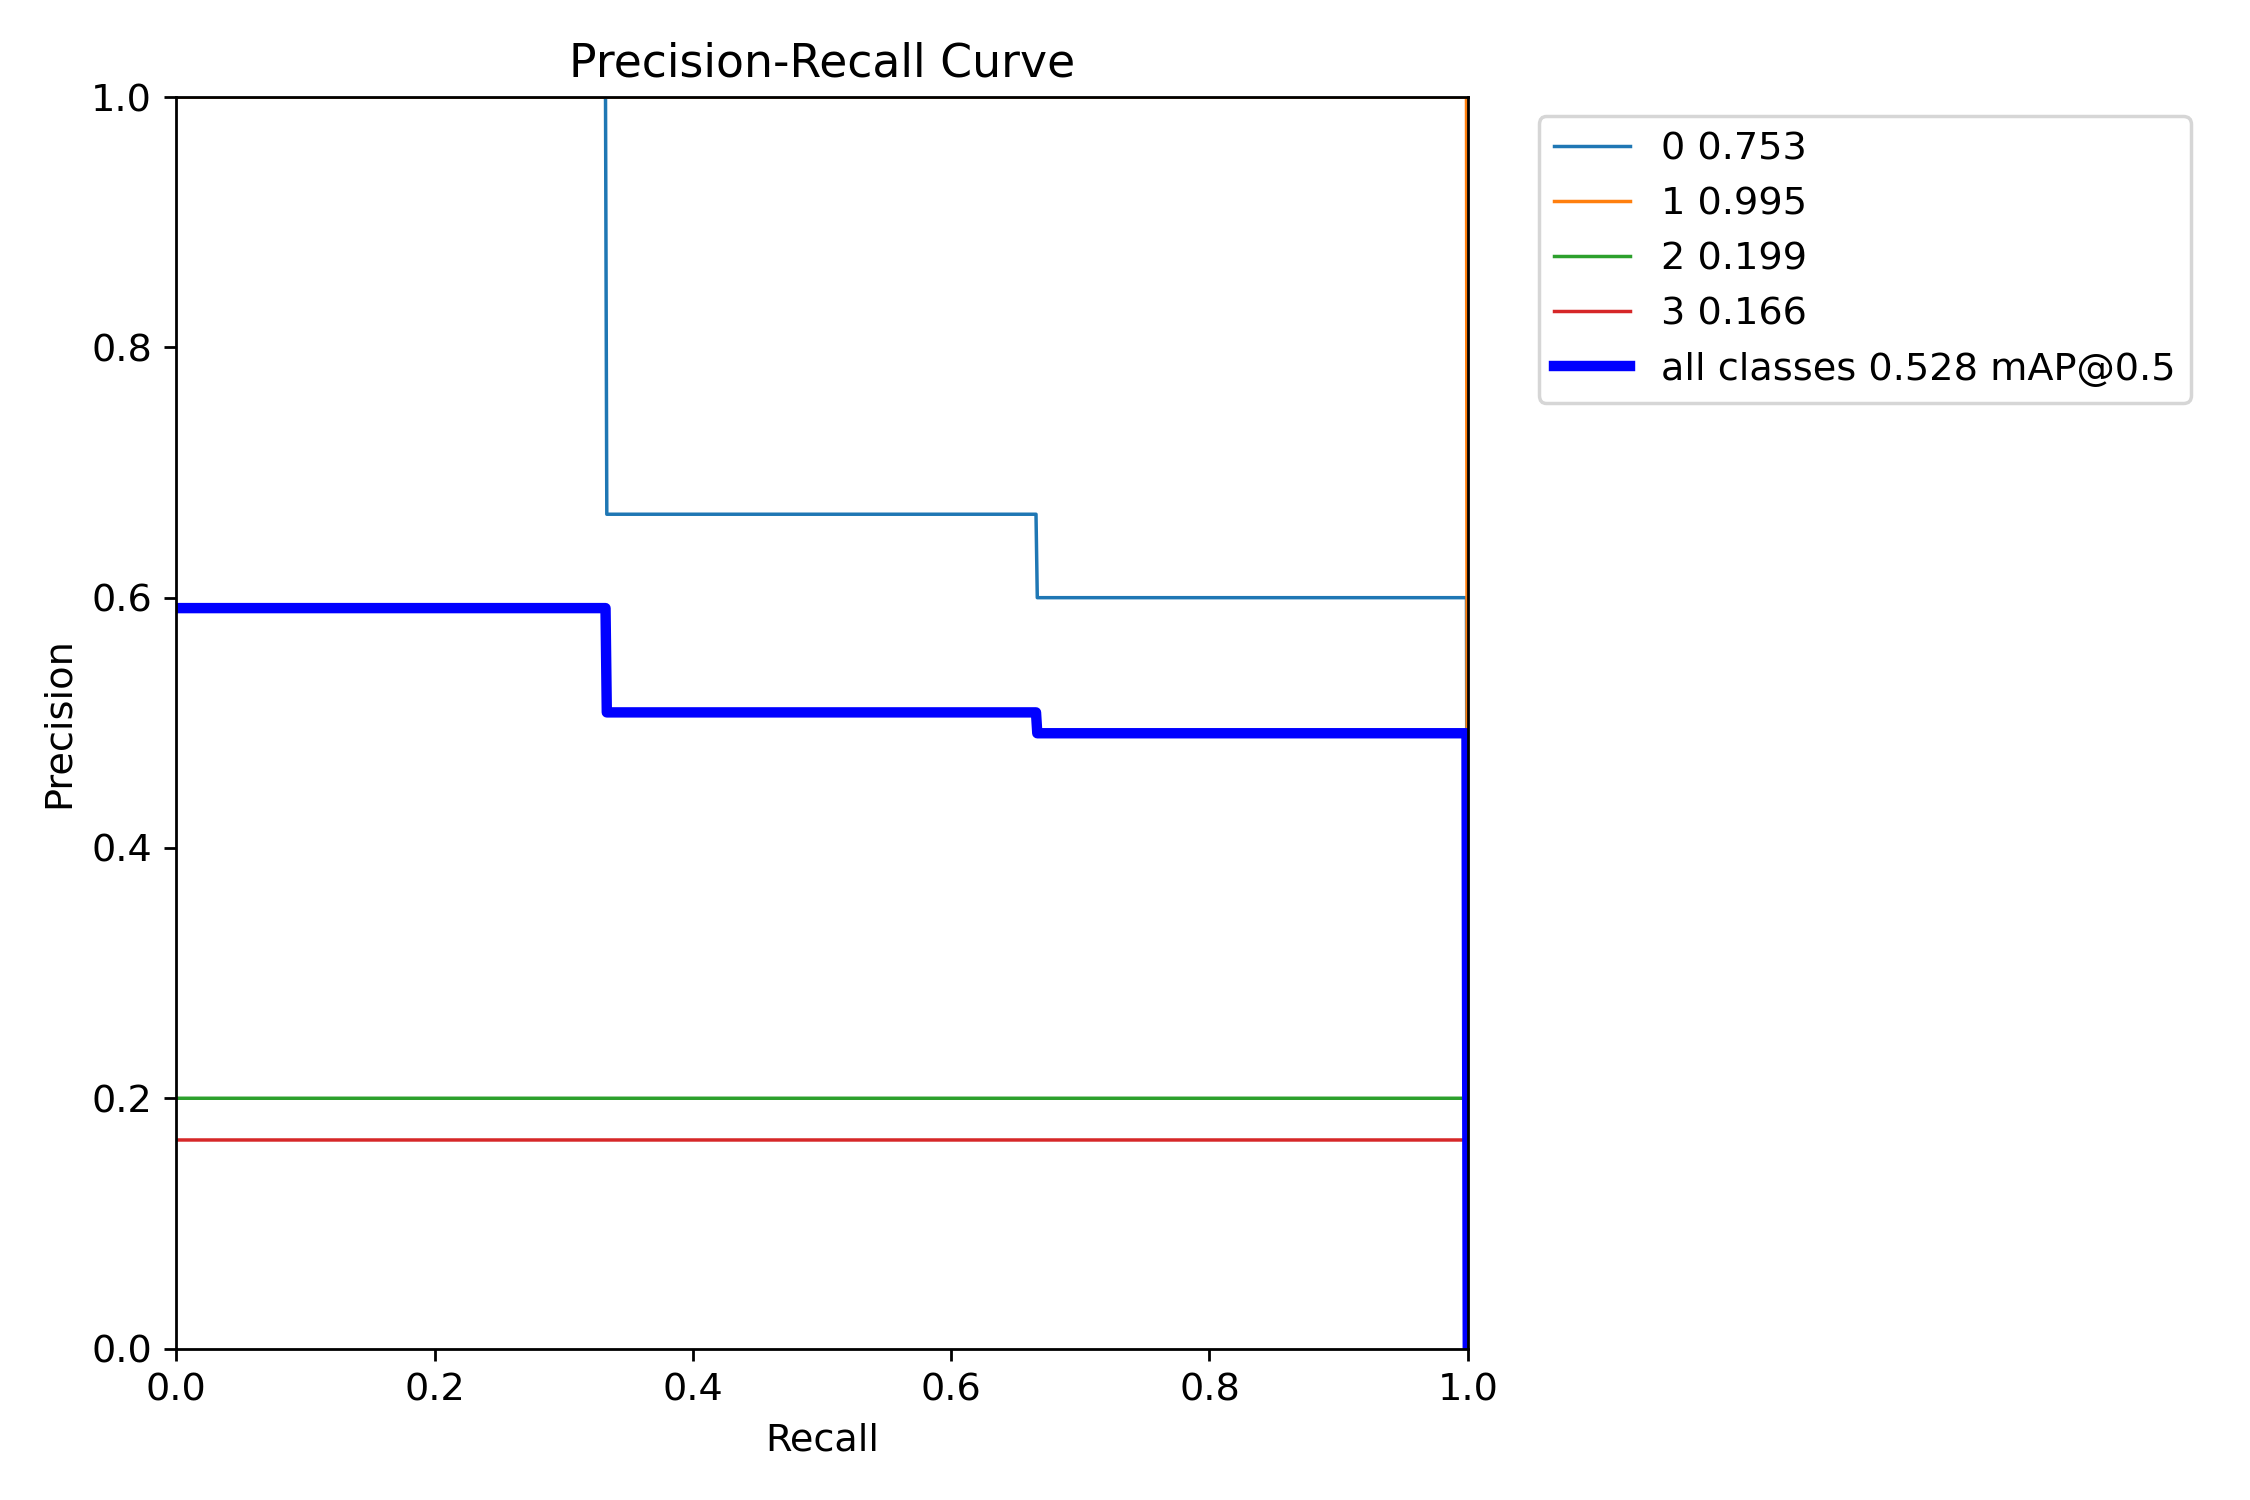 Precision-Recall Curve
1.0
0.8
0.6
0.4
0.2
0.0
Precision
0.0 0.2 0.4 0.6 0.8 1.0
Recall
0 0.753
1 0.995
2 0.199
3 0.166
all classes 0.528 mAP@0.5